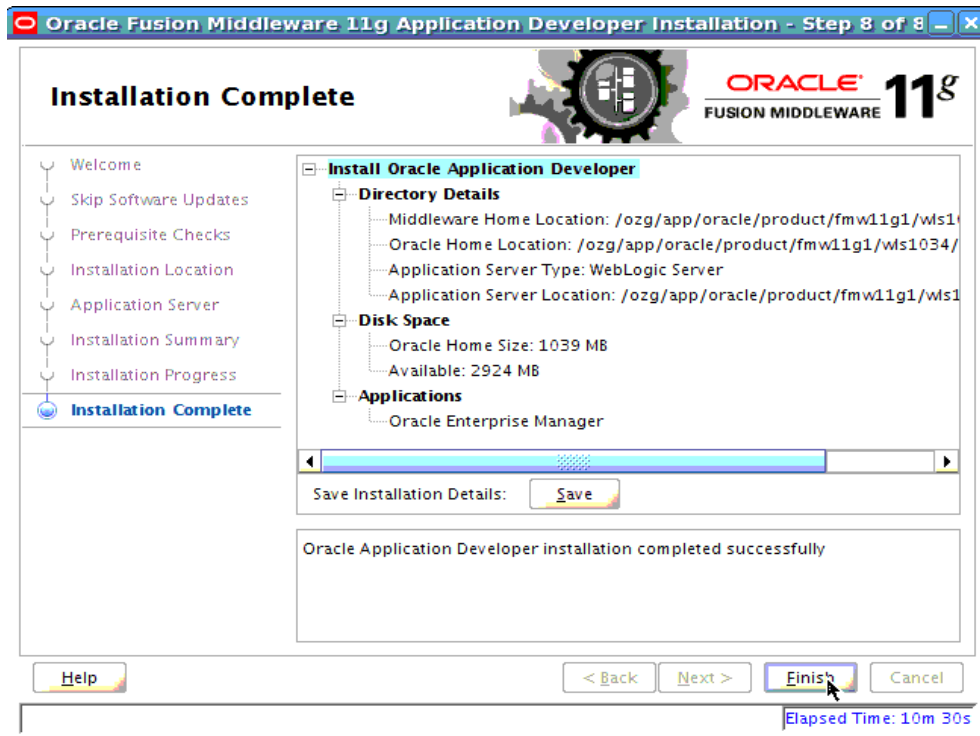 Oracle Fusion Middleware 11g Application Developer Installation - Step 8 of 8
Installation Complete
ORACLE
FUSION MIDDLEWARE 11g
Welcome
Skip Software Updates
Prerequisite Checks
Installation Location
Application Server
Installation Summary
Installation Progress
Installation Complete
Install Oracle Application Developer
Directory Details
Middleware Home Location: /ozg/app/oracle/product/fmw11g1/wls1
Oracle Home Location: /ozg/app/oracle/product/fmw11g1/wls1034/
Application Server Type: WebLogic Server
Application Server Location: /ozg/app/oracle/product/fmw11g1/wls1
Disk Space
Oracle Home Size: 1039 MB
Available: 2924 MB
Applications
Oracle Enterprise Manager
Save Installation Details: Save
Oracle Application Developer installation completed successfully
Help < Back Next > Finish Cancel
Elapsed Time: 10m 30s